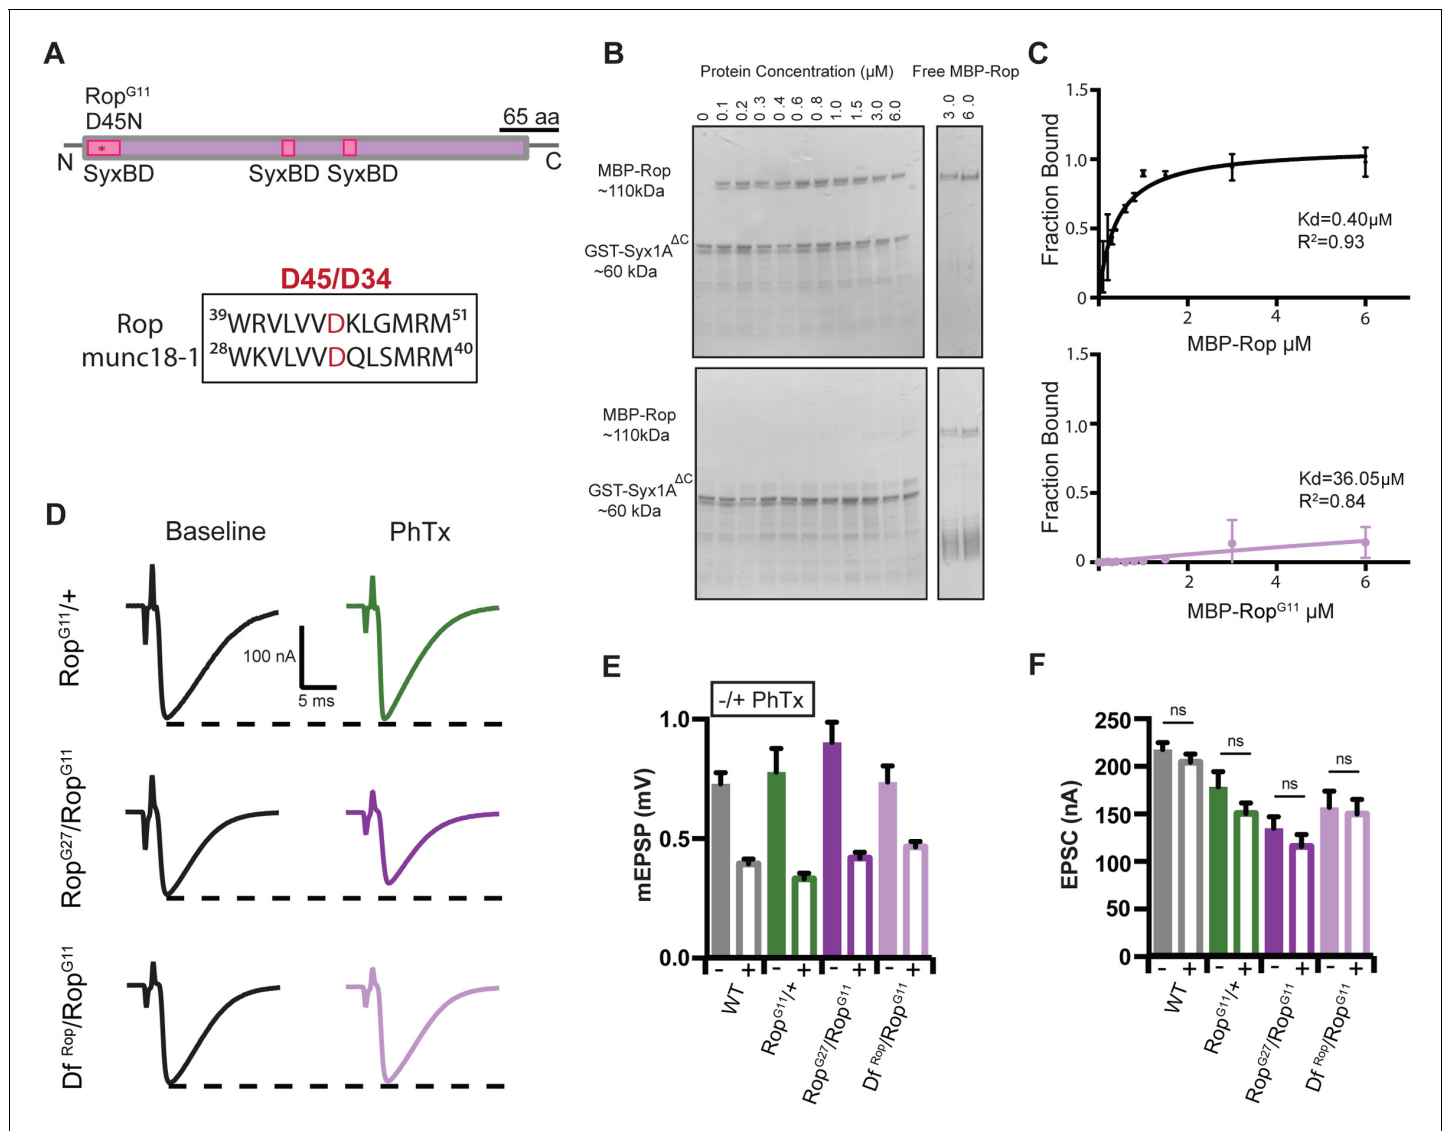 A
Rop^G11
D45N
65 aa
*
N
C
SyxBD
SyxBD
SyxBD
D45/D34
Rop
³⁹WRVLVVDKLGMRM⁵¹
munc18-1
²⁸WKVLVVDQLSMRM⁴⁰
B
Protein Concentration (µM)
Free MBP-Rop
0 0.1 0.2 0.3 0.4 0.6 0.8 1.0 1.5 3.0 6.0
3.0 6.0
MBP-Rop
~110kDa
GST-Syx1A^ΔC
~60 kDa
MBP-Rop
~110kDa
GST-Syx1A^ΔC
~60 kDa
C
Fraction Bound
1.5
1.0
0.5
0
Kd=0.40µM
R²=0.93
2 4 6
MBP-Rop µM
Fraction Bound
1.5
1.0
0.5
0
Kd=36.05µM
R²=0.84
2 4 6
MBP-Rop^G11 µM
D
Baseline
PhTx
Rop^G11/+
100 nA
5 ms
Rop^G27/Rop^G11
Df ^Rop/Rop^G11
E
-/+ PhTx
mEPSP (mV)
1.0
0.5
0.0
- + - + - + - +
WT
Rop^G11/+
Rop^G27/Rop^G11
Df ^Rop/Rop^G11
F
EPSC (nA)
250
200
150
100
50
0
ns
ns
ns
ns
- + - + - + - +
WT
Rop^G11/+
Rop^G27/Rop^G11
Df ^Rop/Rop^G11